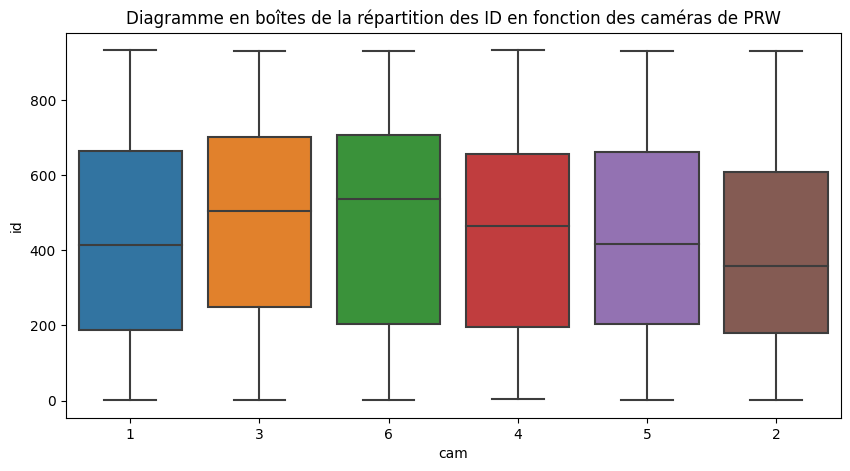 Diagramme en boîtes de la répartition des ID en fonction des caméras de PRW
800
600
400
200
0
id
1 3 6 4 5 2
cam